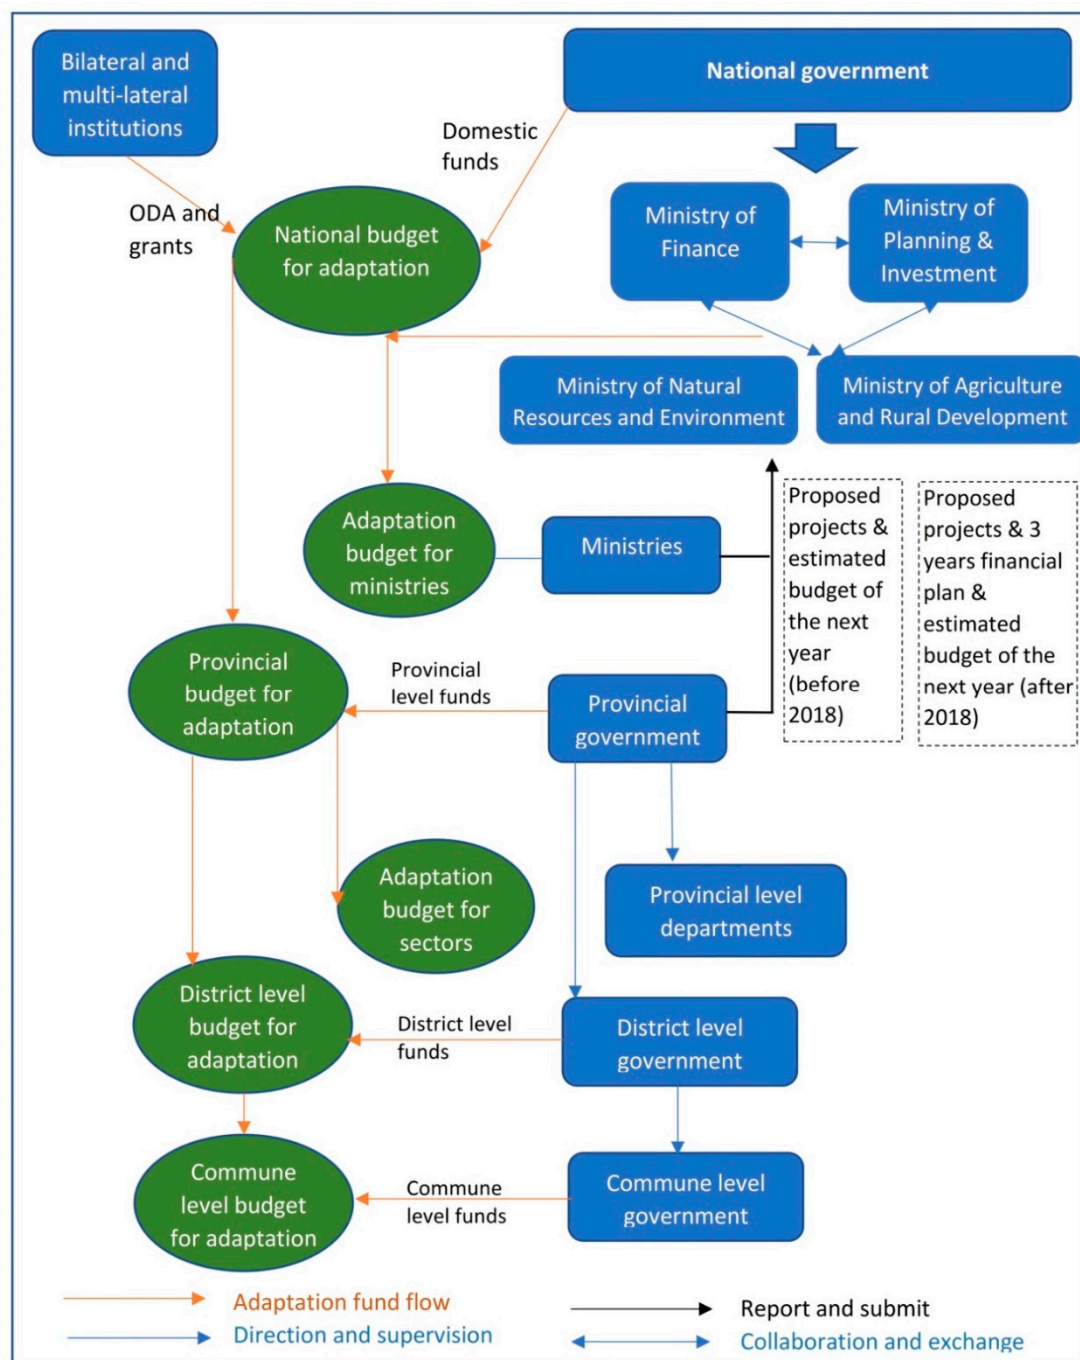 Bilateral and
multi-lateral
institutions
National government
Domestic
funds
ODA and
grants
National budget
for adaptation
Ministry of
Finance
Ministry of
Planning &
Investment
Ministry of Natural
Resources and Environment
Ministry of Agriculture
and Rural Development
Adaptation
budget for
ministries
Ministries
Proposed
projects &
estimated
budget of
the next
year
(before
2018)
Proposed
projects & 3
years financial
plan &
estimated
budget of the
next year (after
2018)
Provincial
budget for
adaptation
Provincial
level funds
Provincial
government
Adaptation
budget for
sectors
Provincial level
departments
District level
budget for
adaptation
District level
funds
District level
government
Commune
level budget
for adaptation
Commune
level funds
Commune level
government
Adaptation fund flow
Direction and supervision
Report and submit
Collaboration and exchange